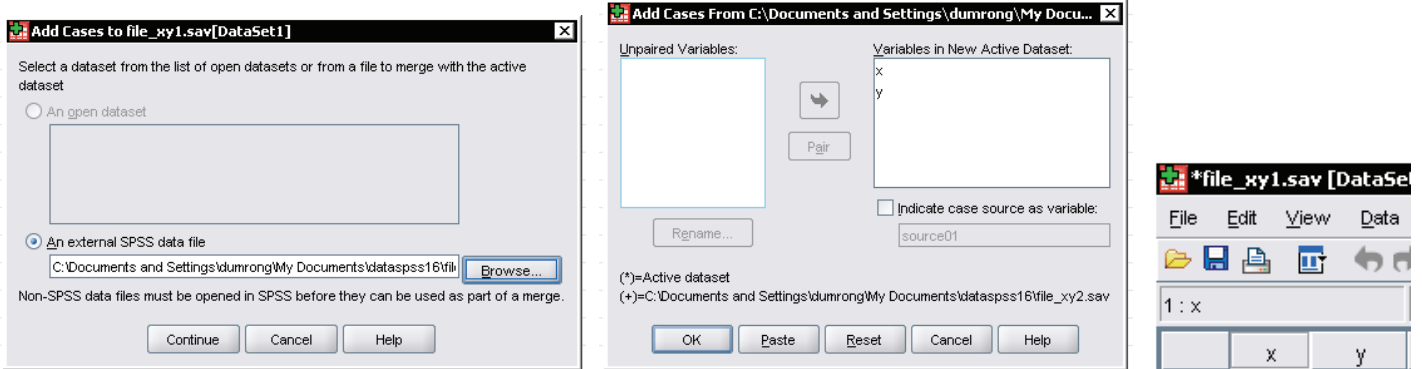 Add Cases to file_xy1.sav[DataSet1]
Select a dataset from the list of open datasets or from a file to merge with the active
dataset
An open dataset
An external SPSS data file
C:\Documents and Settings\dumrong\My Documents\dataspss16\fil
Browse...
Non-SPSS data files must be opened in SPSS before they can be used as part of a merge.
Continue Cancel Help
Add Cases From C:\Documents and Settings\dumrong\My Docu...
Unpaired Variables:
Variables in New Active Dataset:
x
y
Pair
Rename...
Indicate case source as variable:
source01
(*)=Active dataset
(+)=C:\Documents and Settings\dumrong\My Documents\dataspss16\file_xy2.sav
OK Paste Reset Cancel Help
*file_xy1.sav [DataSet
File Edit View Data
1 : x
x y